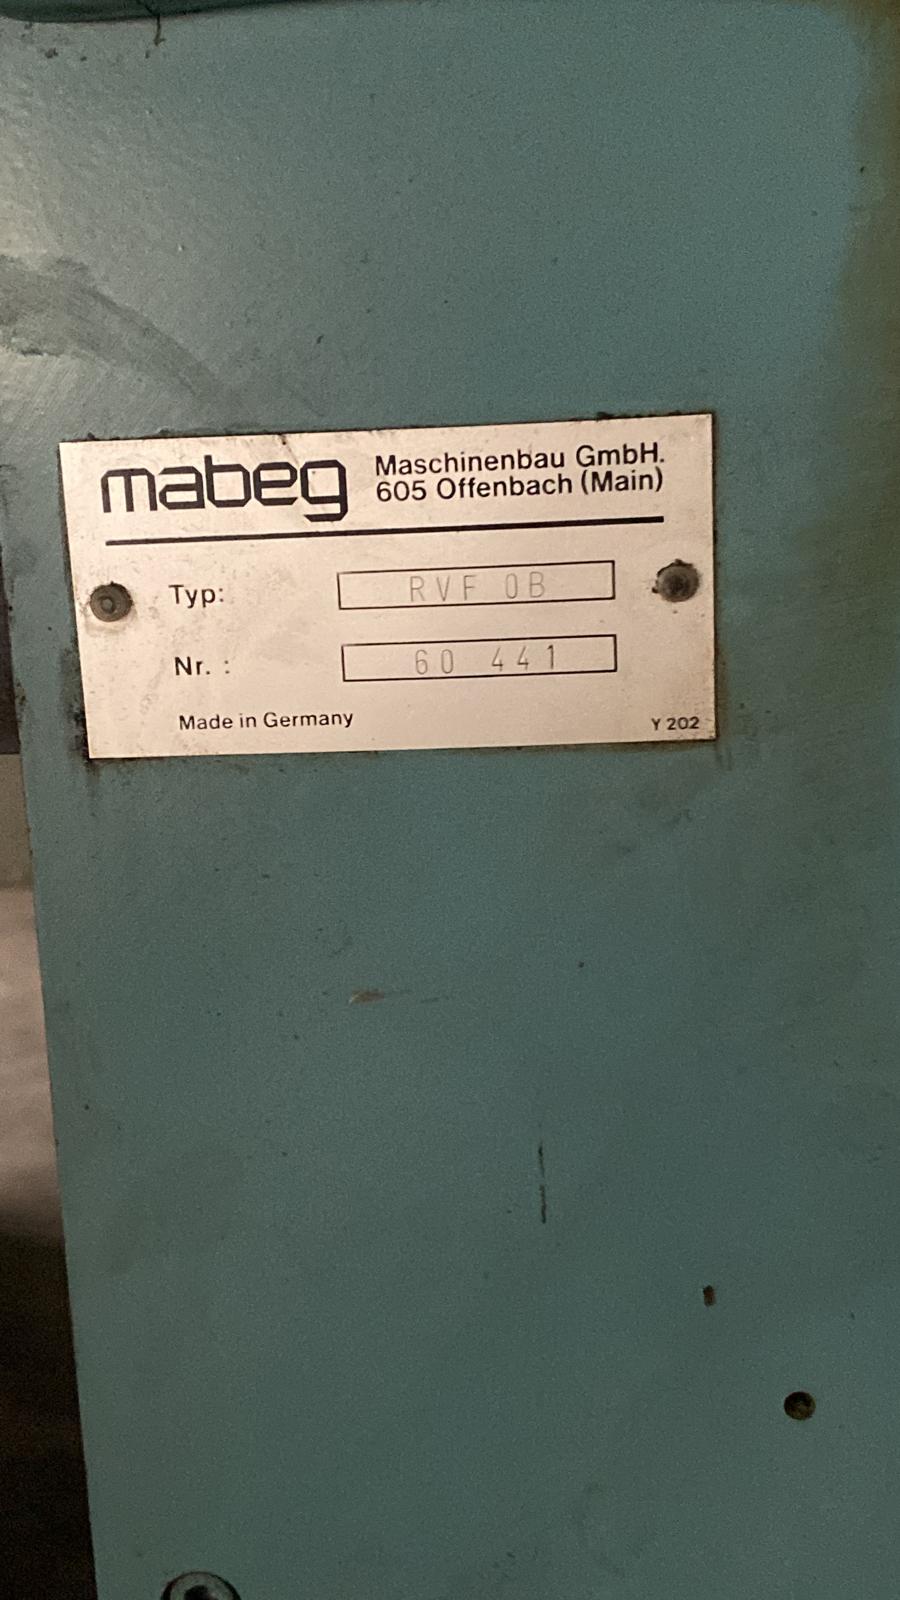 mabeg
Maschinenbau GmbH.
605 Offenbach (Main)
Typ: RVF 0B
Nr. : 60 441
Made in Germany
Y 202